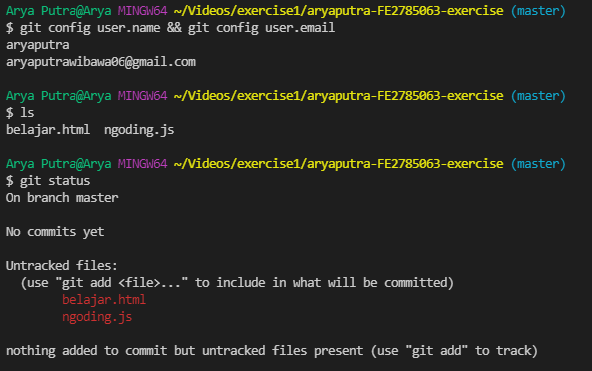 Arya Putra@Arya MINGW64 ~/Videos/exercise1/aryaputra-FE2785063-exercise (master)
$ git config user.name && git config user.email
aryaputra
aryaputrawibawa06@gmail.com
Arya Putra@Arya MINGW64 ~/Videos/exercise1/aryaputra-FE2785063-exercise (master)
$ ls
belajar.html  ngoding.js
Arya Putra@Arya MINGW64 ~/Videos/exercise1/aryaputra-FE2785063-exercise (master)
$ git status
On branch master
No commits yet
Untracked files:
  (use "git add <file>..." to include in what will be committed)
        belajar.html
        ngoding.js
nothing added to commit but untracked files present (use "git add" to track)